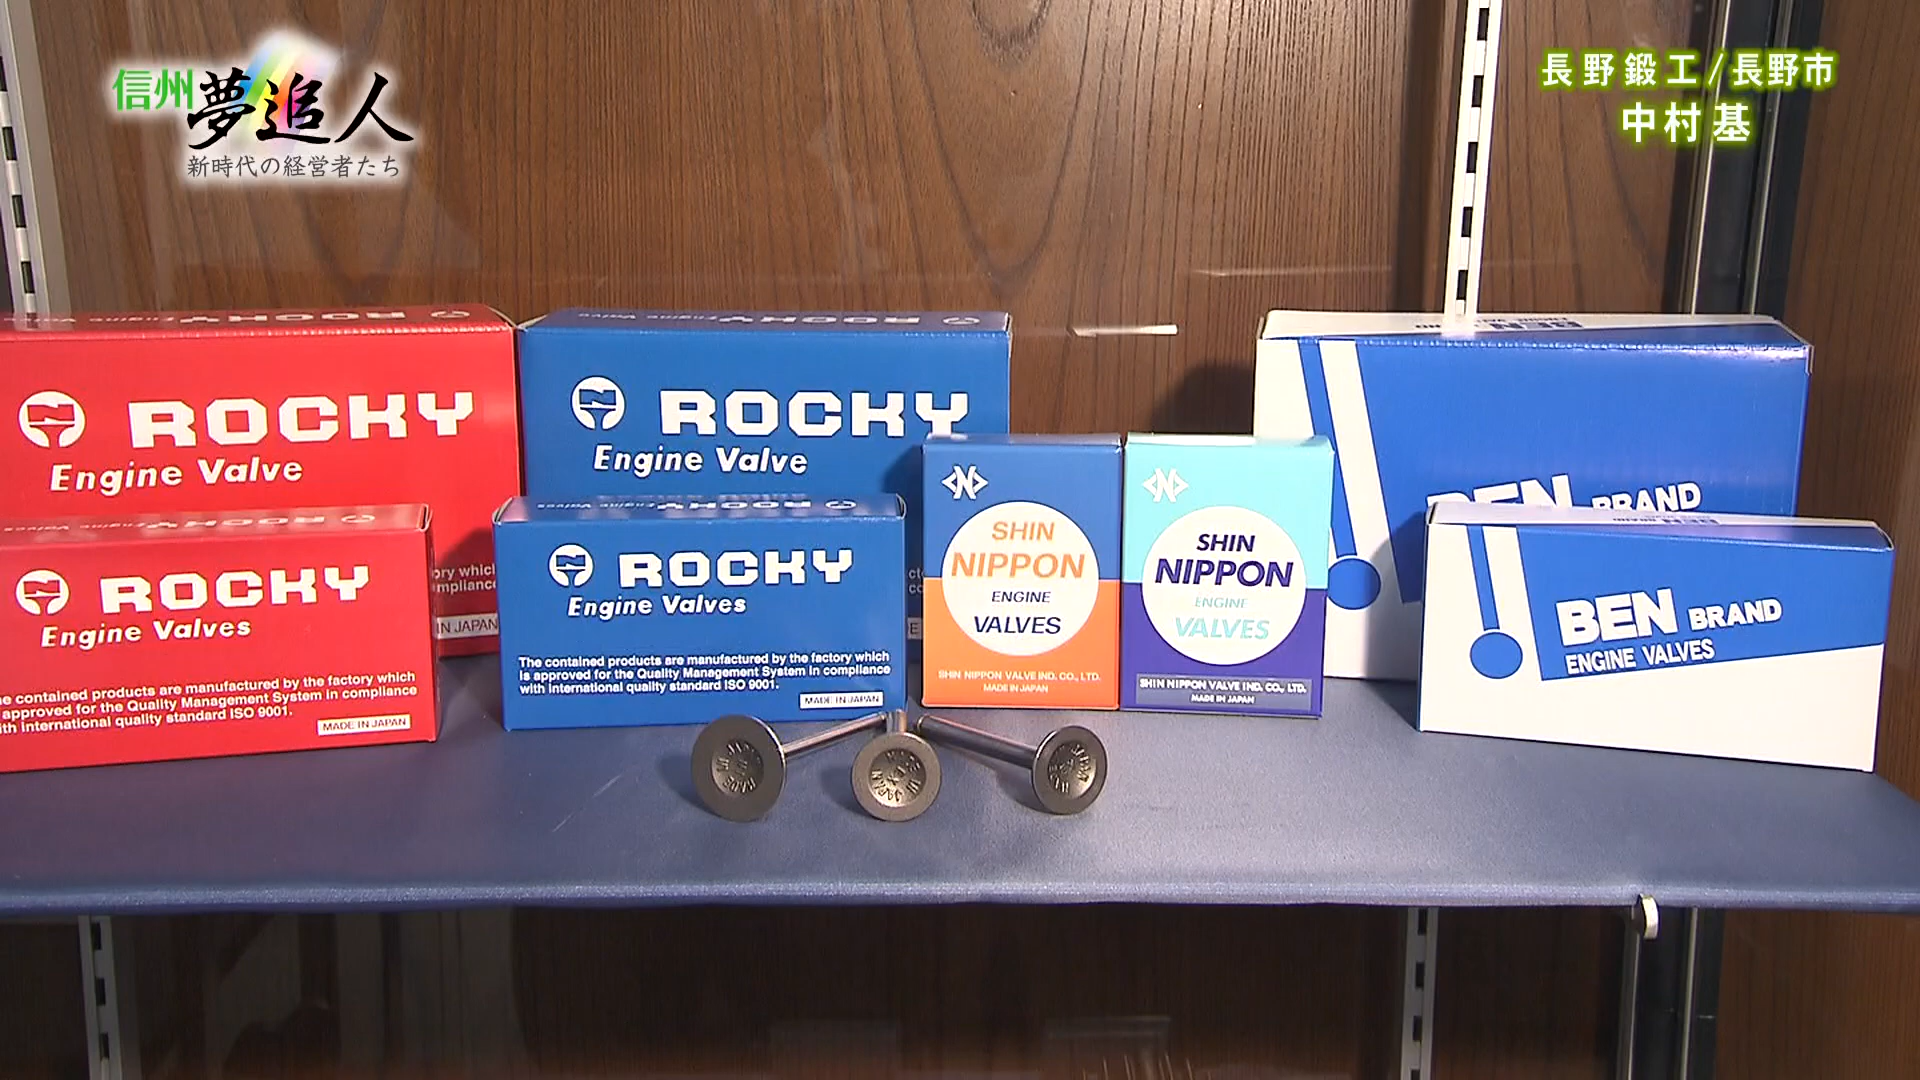 信州夢追人
新時代の経営者たち
長野鍛工/長野市
中村基
ROCKY
Engine Valve
IN JAPAN
ROCKY
Engine Valve
BEN BRAND
ROCKY
Engine Valves
The contained products are manufactured by the factory which
is approved for the Quality Management System in compliance
with international quality standard ISO 9001.
MADE IN JAPAN
SHIN
NIPPON
ENGINE
VALVES
SHIN NIPPON VALVE IND. CO., LTD.
MADE IN JAPAN
SHIN
NIPPON
ENGINE
VALVES
SHIN NIPPON VALVE IND. CO., LTD.
MADE IN JAPAN
BEN BRAND
ENGINE VALVES
ROCKY
Engine Valves
contained products are manufactured by the factory which
approved for the Quality Management System in compliance
with international quality standard ISO 9001.
MADE IN JAPAN